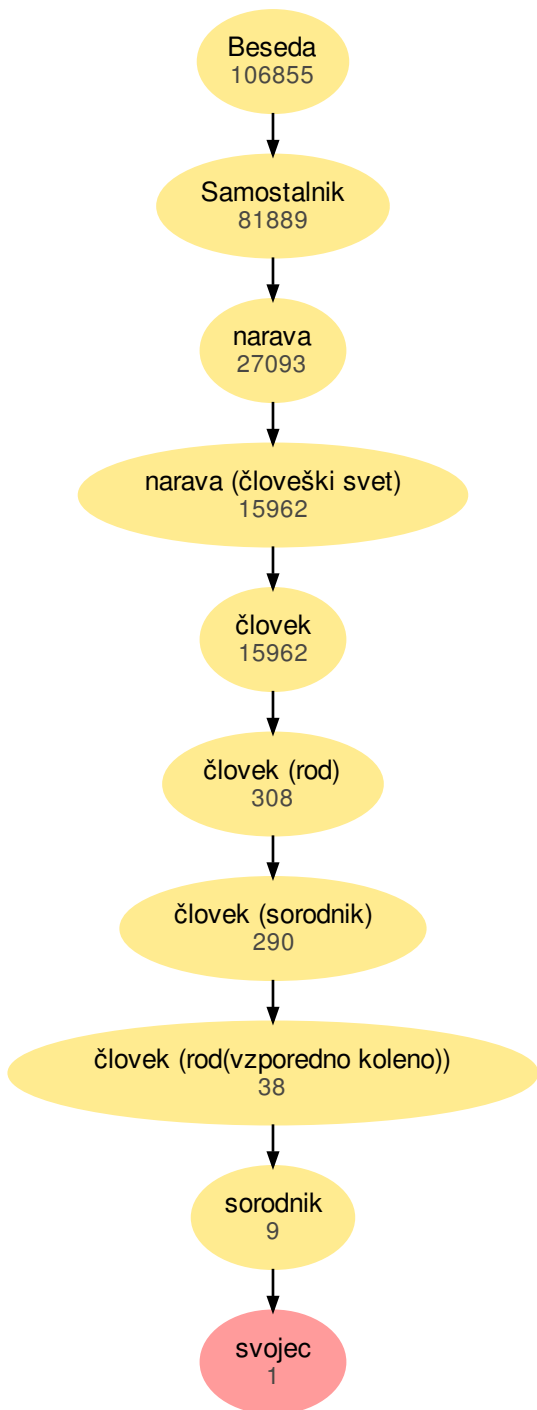 Beseda
106855
Samostalnik
81889
narava
27093
narava (človeški svet)
15962
človek
15962
človek (rod)
308
človek (sorodnik)
290
človek (rod(vzporedno koleno))
38
sorodnik
9
svojec
1